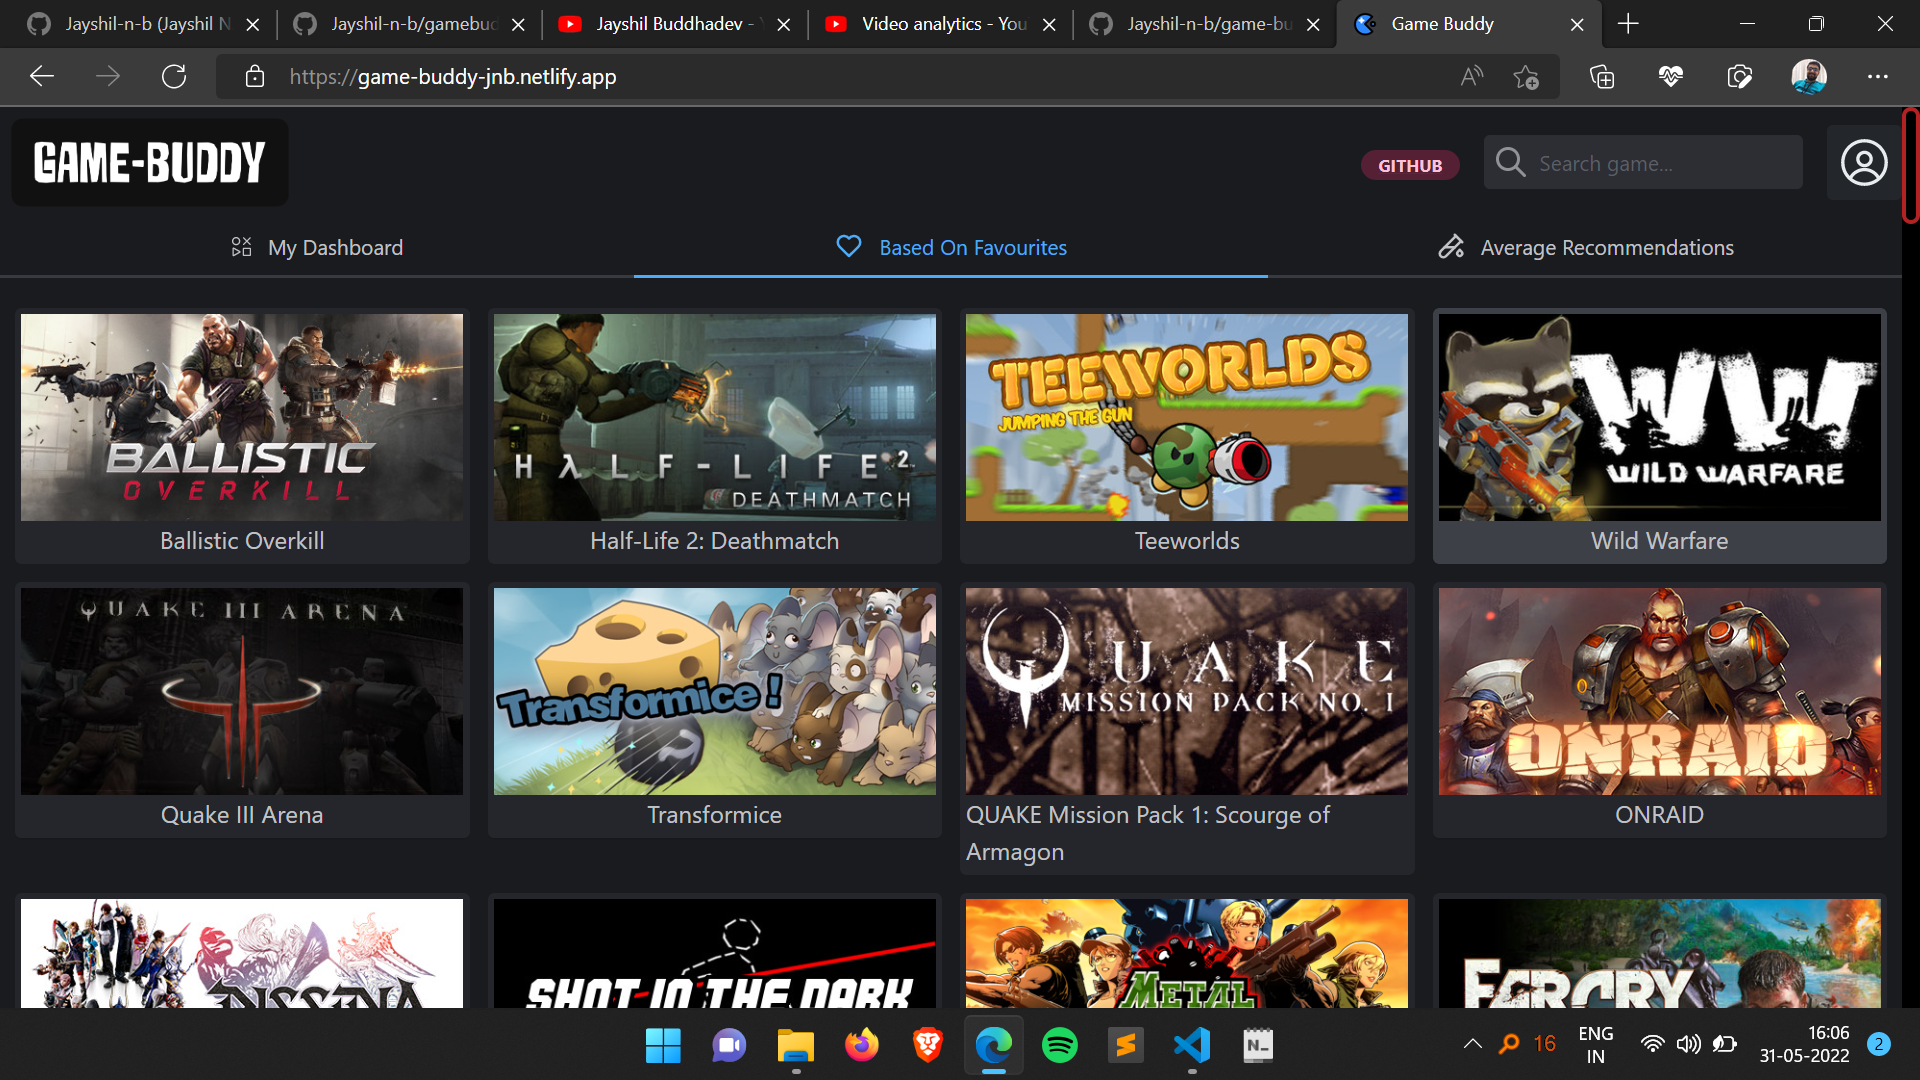 Jayshil-n-b (Jayshil N
Jayshil-n-b/gamebud
Jayshil Buddhadev - Y
Video analytics - You
Jayshil-n-b/game-bu
Game Buddy
https://game-buddy-jnb.netlify.app
GAME-BUDDY
GITHUB
Search game...
My Dashboard
Based On Favourites
Average Recommendations
BALLISTIC
OVERKILL
HλLF-LIFE 2
DEATHMATCH
TEEWORLDS
JUMPING THE GUN
WW
WILD WARFARE
Ballistic Overkill
Half-Life 2: Deathmatch
Teeworlds
Wild Warfare
QUAKE III ARENA
Transformice !
QUAKE
MISSION PACK NO. 1
ONRAID
Quake III Arena
Transformice
QUAKE Mission Pack 1: Scourge of
Armagon
ONRAID
DISSIDIA
SHOT IN THE DARK
METAL
FARCRY
N_
16
ENG
IN
16:06
31-05-2022
2